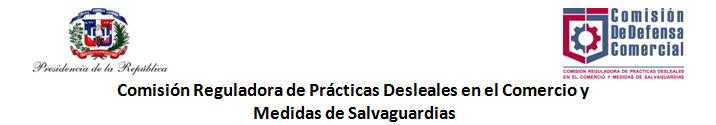 Presidencia de la República
Comisión
DeDefensa
Comercial
COMISIÓN REGULADORA DE PRÁCTICAS DESLEALES
EN EL COMERCIO Y MEDIDAS DE SALVAGUARDIAS
Comisión Reguladora de Prácticas Desleales en el Comercio y
Medidas de Salvaguardias